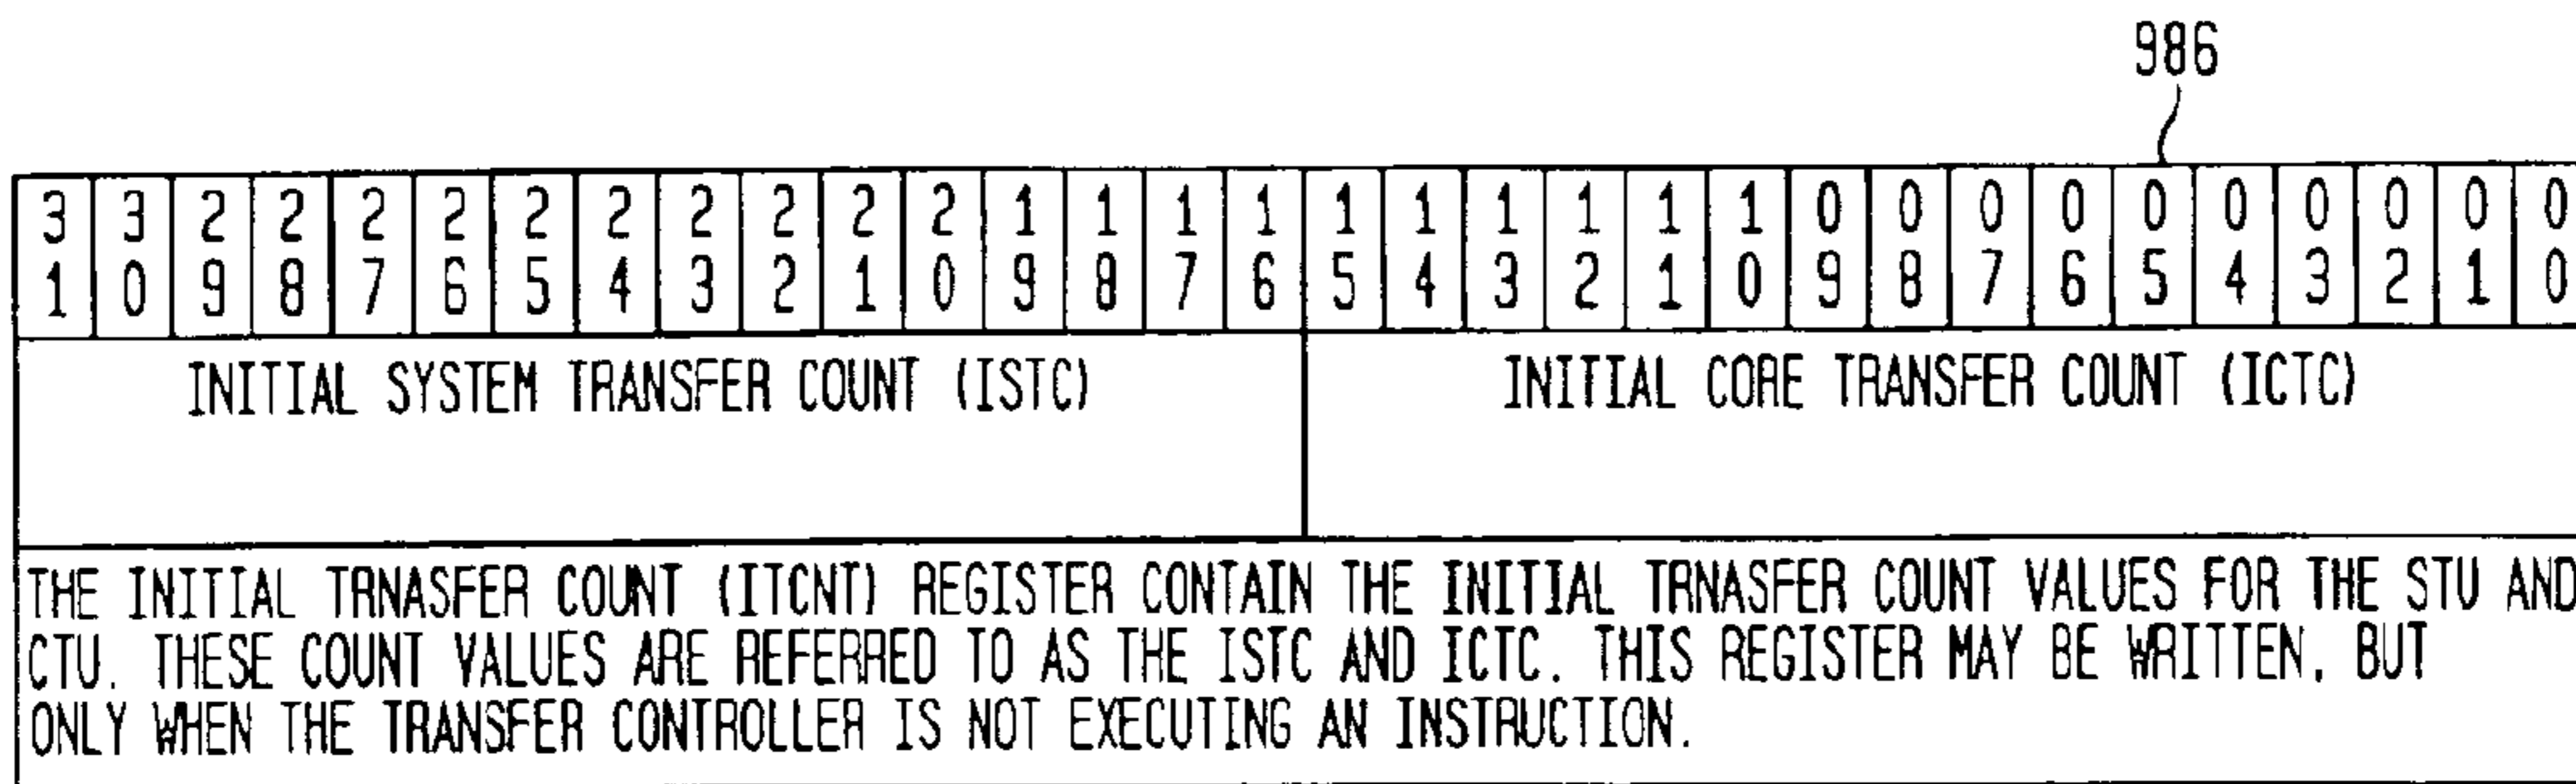 986
3 3 2 2 2 2 2 2 2 2 2 2 1 1 1 1 1 1 1 1 1 1 0 0 0 0 0 0 0 0 0 0
1 0 9 8 7 6 5 4 3 2 1 0 9 8 7 6 5 4 3 2 1 0 9 8 7 6 5 4 3 2 1 0
INITIAL SYSTEM TRANSFER COUNT (ISTC) INITIAL CORE TRANSFER COUNT (ICTC)
THE INITIAL TRNASFER COUNT (ITCNT) REGISTER CONTAIN THE INITIAL TRNASFER COUNT VALUES FOR THE STU AND
CTU. THESE COUNT VALUES ARE REFERRED TO AS THE ISTC AND ICTC. THIS REGISTER MAY BE WRITTEN, BUT
ONLY WHEN THE TRANSFER CONTROLLER IS NOT EXECUTING AN INSTRUCTION.